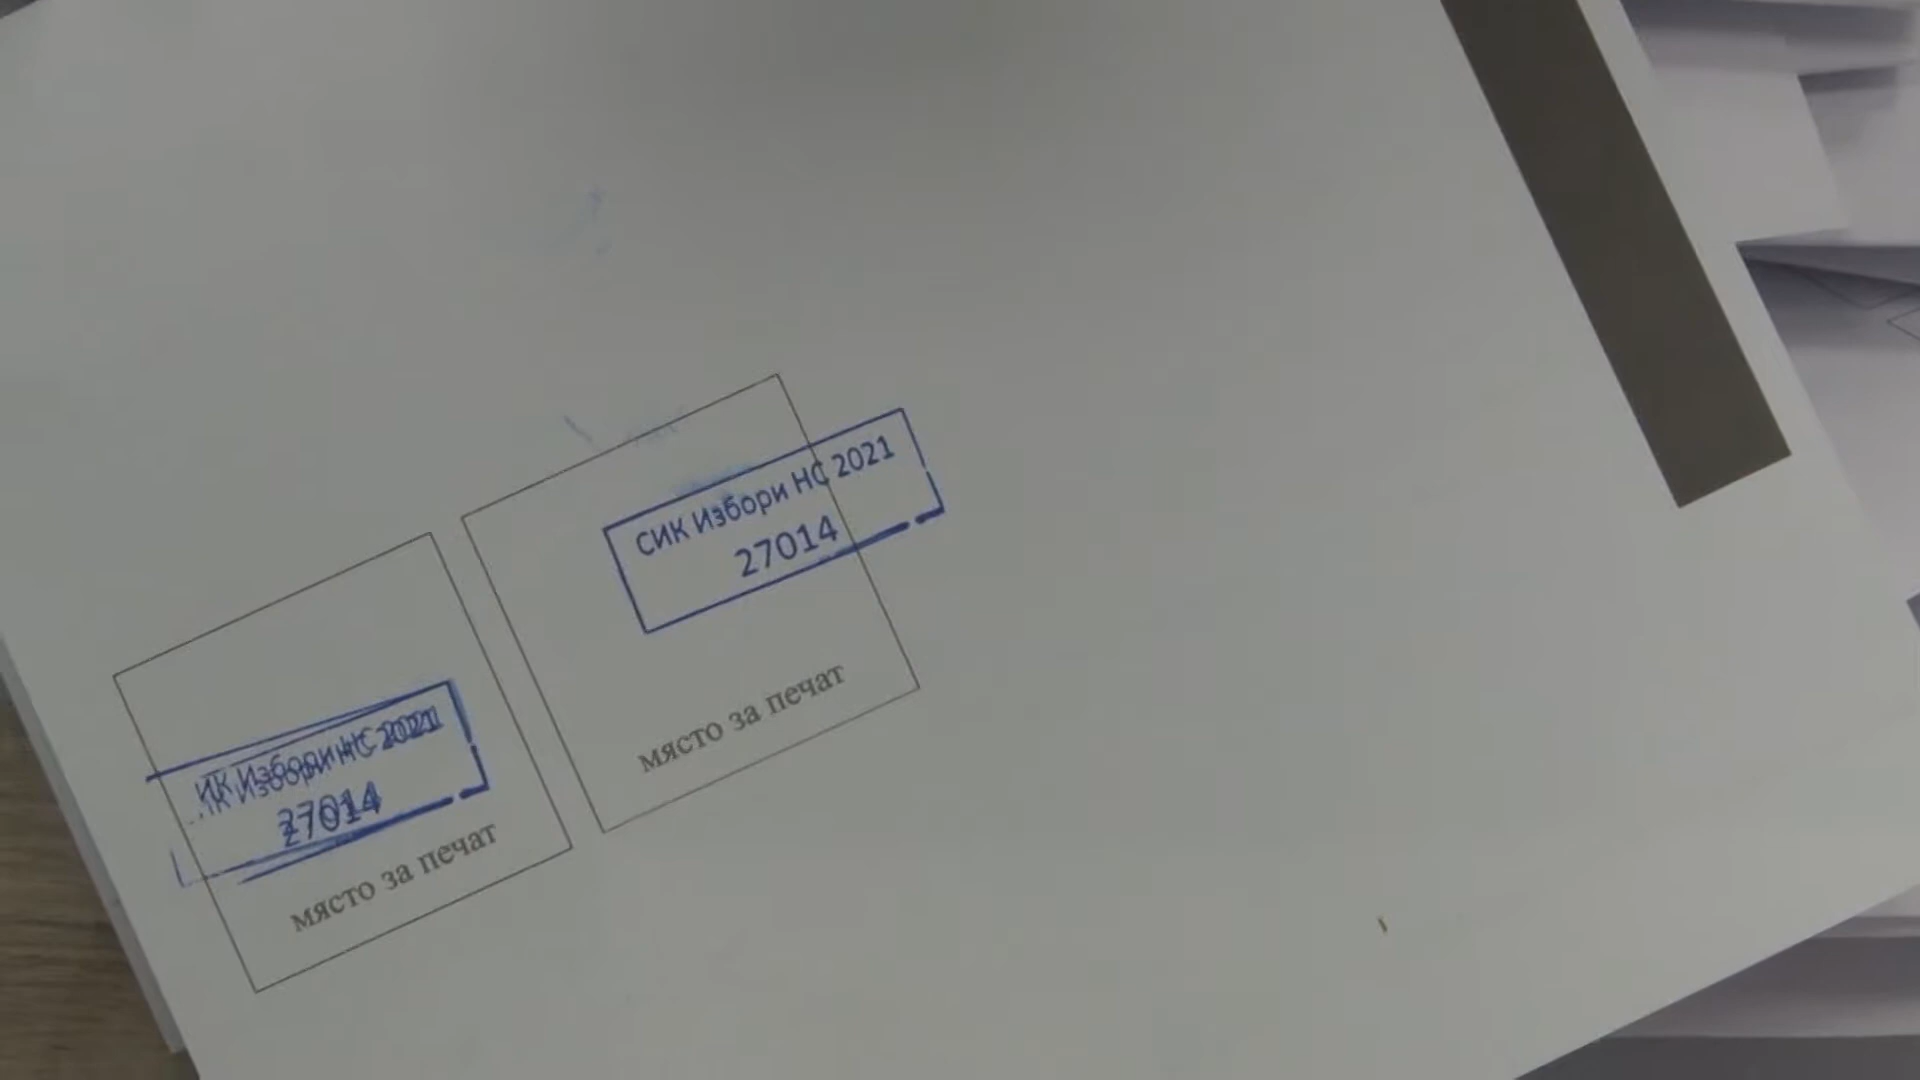 СИК Избори НС 2021
27014
място за печат
ИК Избори НС 2021
27014
място за печат